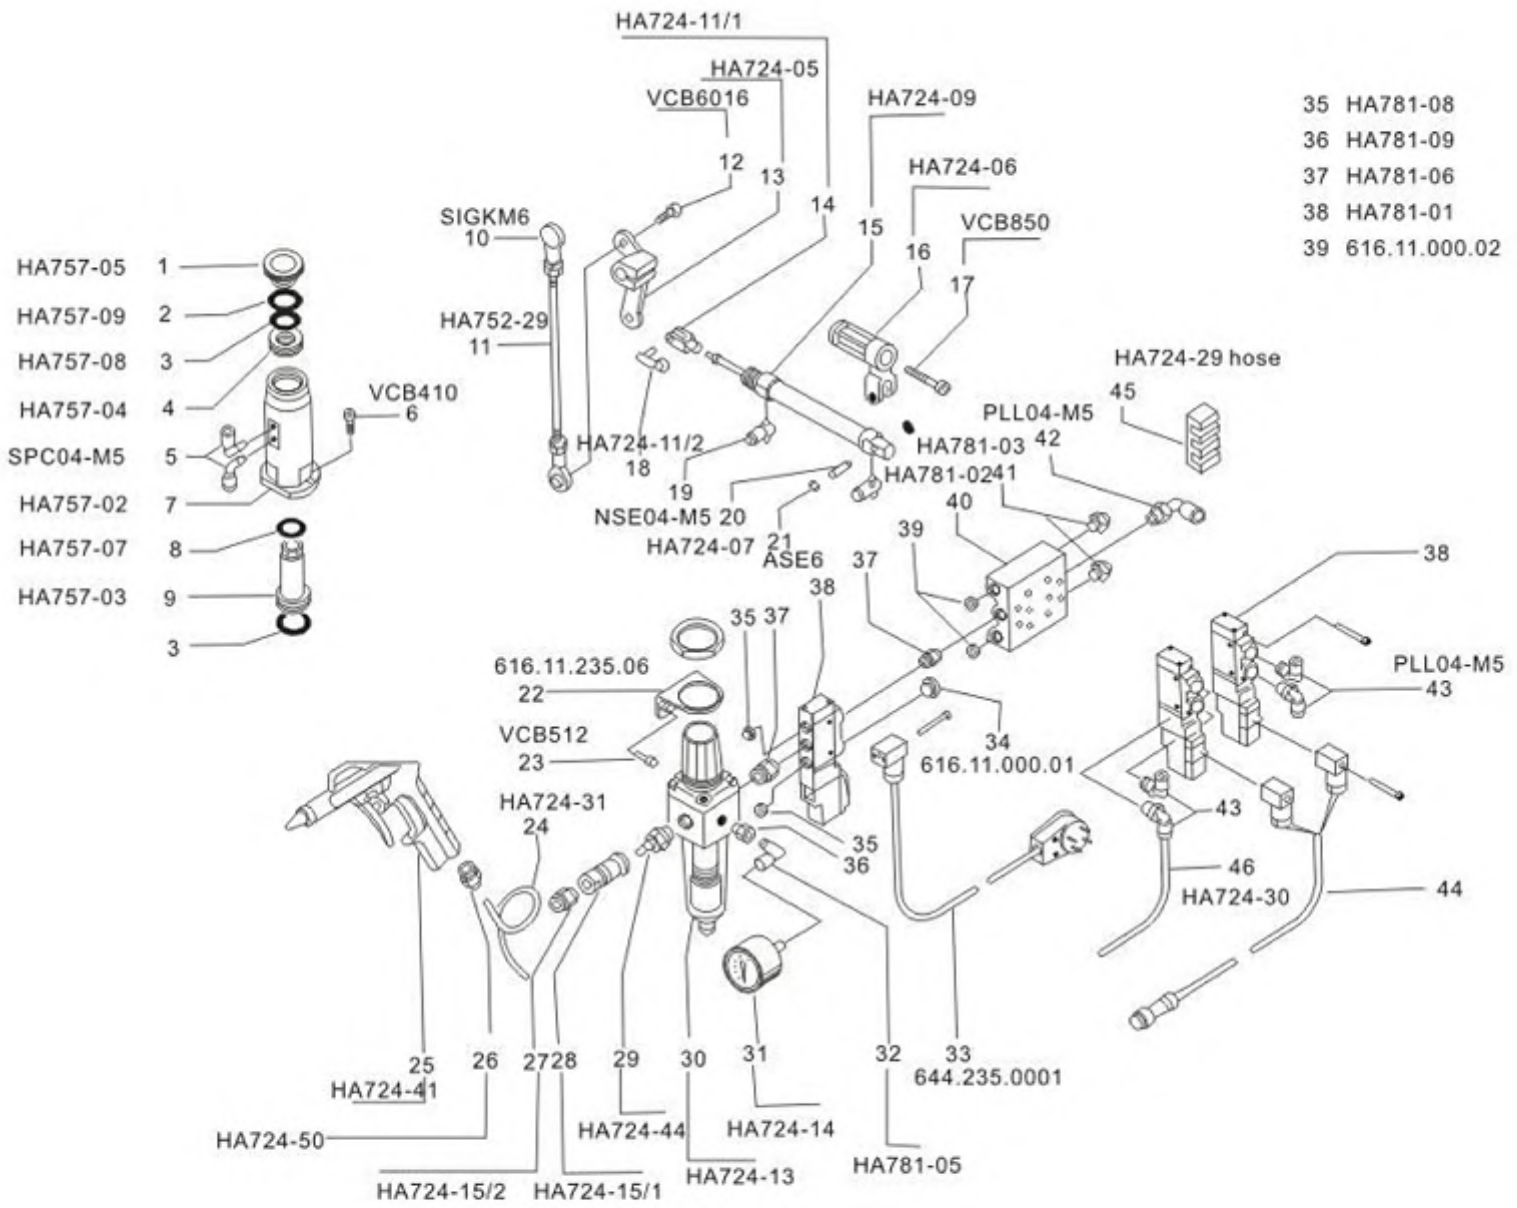 HA724-11/1
HA724-05
VCB6016
HA724-09
35 HA781-08
36 HA781-09
12
13
HA724-06
37 HA781-06
14
SIGKM6
10
15
VCB850
38 HA781-01
16
39 616.11.000.02
17
HA757-05 1
HA757-09 2
HA752-29
11
HA757-08 3
HA724-29 hose
45
VCB410
6
HA757-04 4
PLL04-M5
42
HA724-11/2
18
HA781-03
41
SPC04-M5 5
HA781-02
40
19
HA757-02 7
NSE04-M5 20
HA724-07
21
ASE6
39
HA757-07 8
37
38
38
HA757-03 9
35 37
3
616.11.235.06
22
PLL04-M5
43
VCB512
23
34
616.11.000.01
HA724-31
24
43
35
36
46
HA724-30
44
25
HA724-41
26
27
28
29
30
31
32
33
644.235.0001
HA724-50
HA724-44
HA724-14
HA781-05
HA724-13
HA724-15/2
HA724-15/1